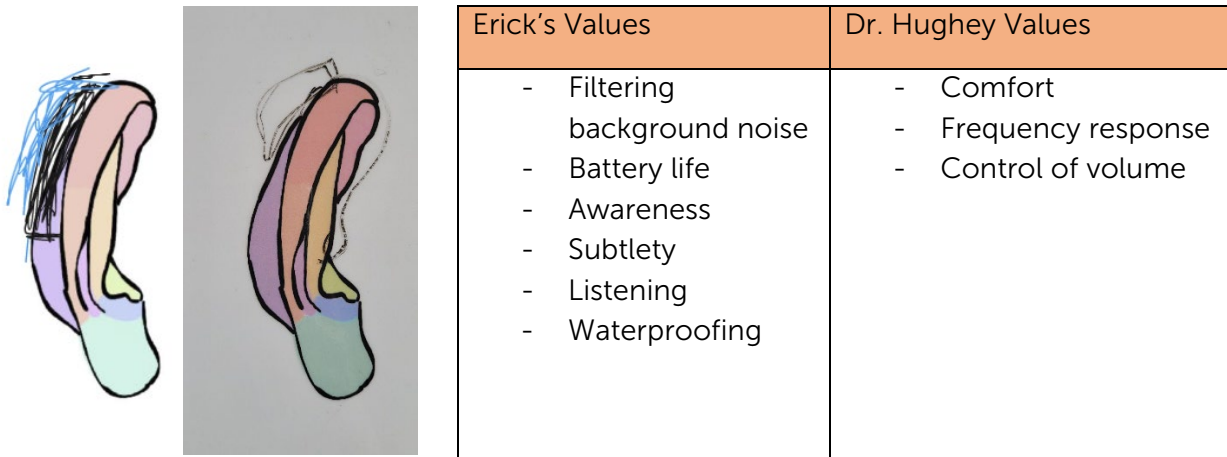 Erick’s Values
Dr. Hughey Values
- Filtering
background noise
- Battery life
- Awareness
- Subtlety
- Listening
- Waterproofing
- Comfort
- Frequency response
- Control of volume